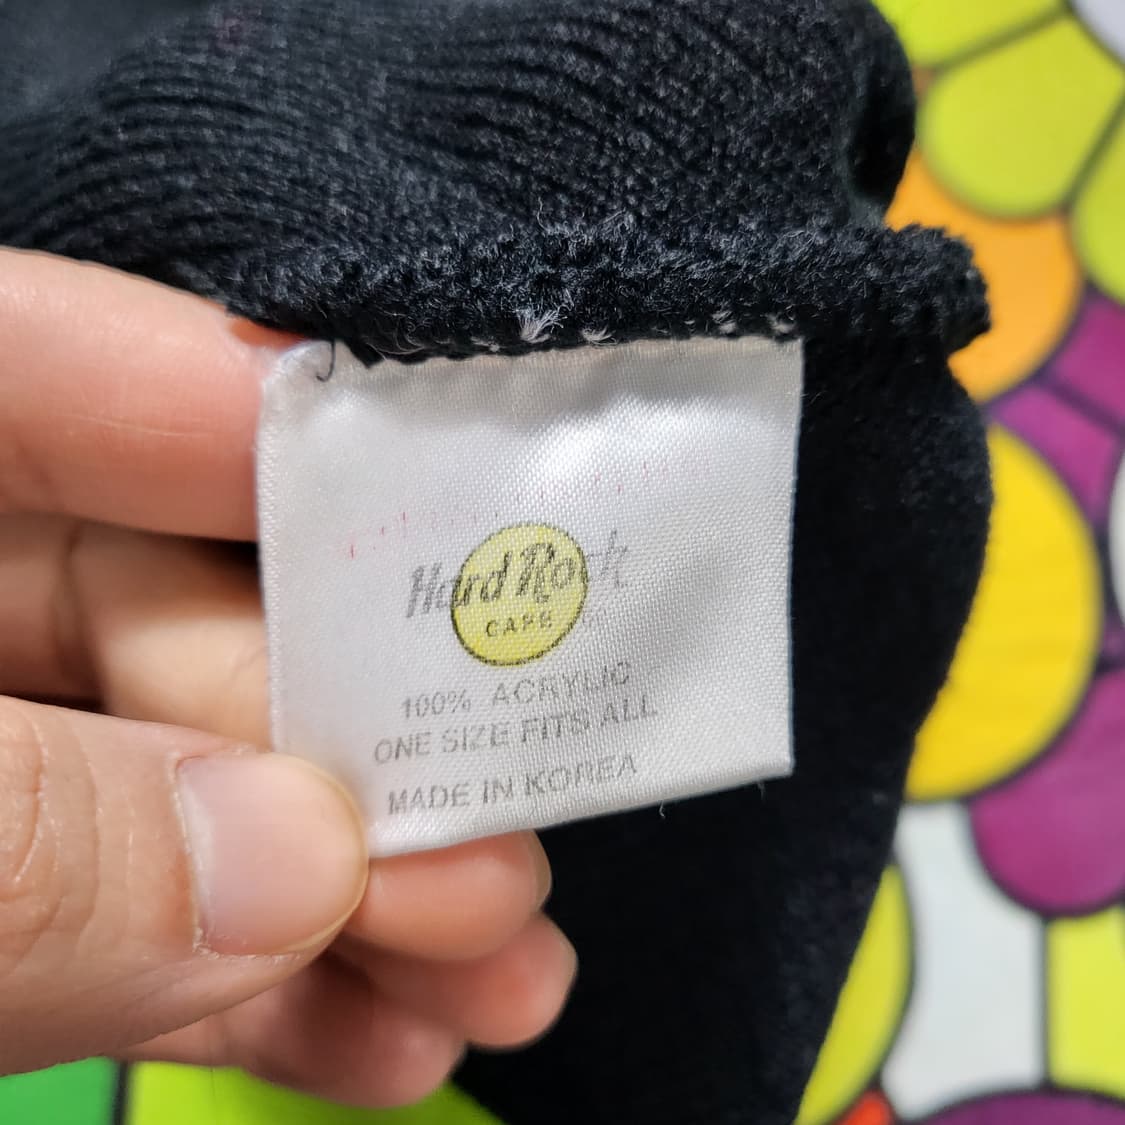 Hard Rock
CAFE
100% ACRYLIC
ONE SIZE FITS ALL
MADE IN KOREA